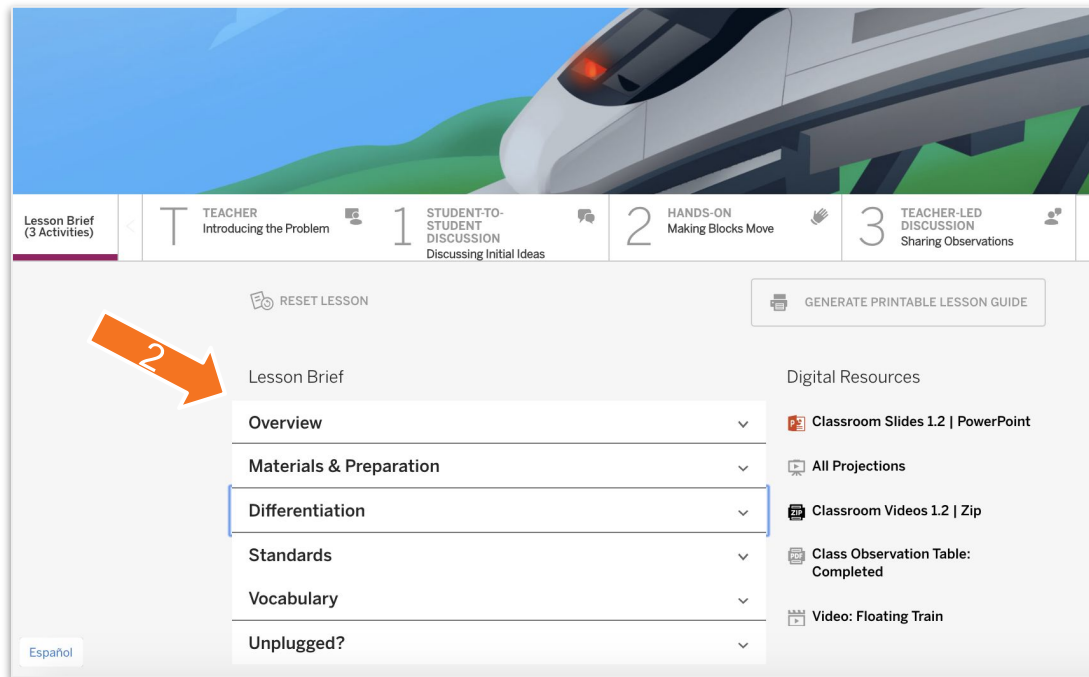 Lesson Brief
(3 Activities)
T
TEACHER
Introducing the Problem
1
STUDENT-TO-
STUDENT
DISCUSSION
Discussing Initial Ideas
2
HANDS-ON
Making Blocks Move
3
TEACHER-LED
DISCUSSION
Sharing Observations
RESET LESSON
GENERATE PRINTABLE LESSON GUIDE
2
Lesson Brief
Overview
Materials & Preparation
Differentiation
Standards
Vocabulary
Unplugged?
Digital Resources
Classroom Slides 1.2 | PowerPoint
All Projections
ZIP
Classroom Videos 1.2 | Zip
PDF
Class Observation Table:
Completed
Video: Floating Train
Español